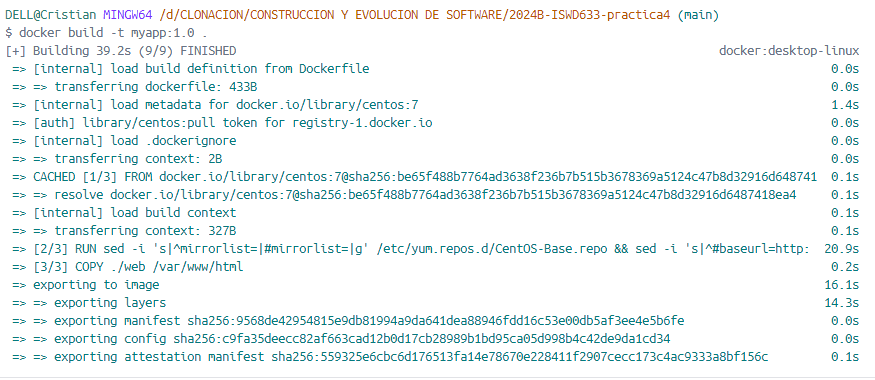 DELL@Cristian MINGW64 /d/CLONACION/CONSTRUCCION Y EVOLUCION DE SOFTWARE/2024B-ISWD633-practica4 (main)
$ docker build -t myapp:1.0 .
[+] Building 39.2s (9/9) FINISHED docker:desktop-linux
=> [internal] load build definition from Dockerfile 0.0s
=> => transferring dockerfile: 433B 0.0s
=> [internal] load metadata for docker.io/library/centos:7 1.4s
=> [auth] library/centos:pull token for registry-1.docker.io 0.0s
=> [internal] load .dockerignore 0.0s
=> => transferring context: 2B 0.0s
=> CACHED [1/3] FROM docker.io/library/centos:7@sha256:be65f488b7764ad3638f236b7b515b3678369a5124c47b8d32916d648741 0.1s
=> => resolve docker.io/library/centos:7@sha256:be65f488b7764ad3638f236b7b515b3678369a5124c47b8d32916d6487418ea4 0.1s
=> [internal] load build context 0.1s
=> => transferring context: 327B 0.1s
=> [2/3] RUN sed -i 's|^mirrorlist=|#mirrorlist=|g' /etc/yum.repos.d/CentOS-Base.repo && sed -i 's|^#baseurl=http: 20.9s
=> [3/3] COPY ./web /var/www/html 0.2s
=> exporting to image 16.1s
=> => exporting layers 14.3s
=> => exporting manifest sha256:9568de42954815e9db81994a9da641dea88946fdd16c53e00db5af3ee4e5b6fe 0.0s
=> => exporting config sha256:c9fa35deecc82af663cad12b0d17cb28989b1bd95ca05d998b4c42de9da1cd34 0.0s
=> => exporting attestation manifest sha256:559325e6cbc6d176513fa14e78670e228411f2907cecc173c4ac9333a8bf156c 0.1s